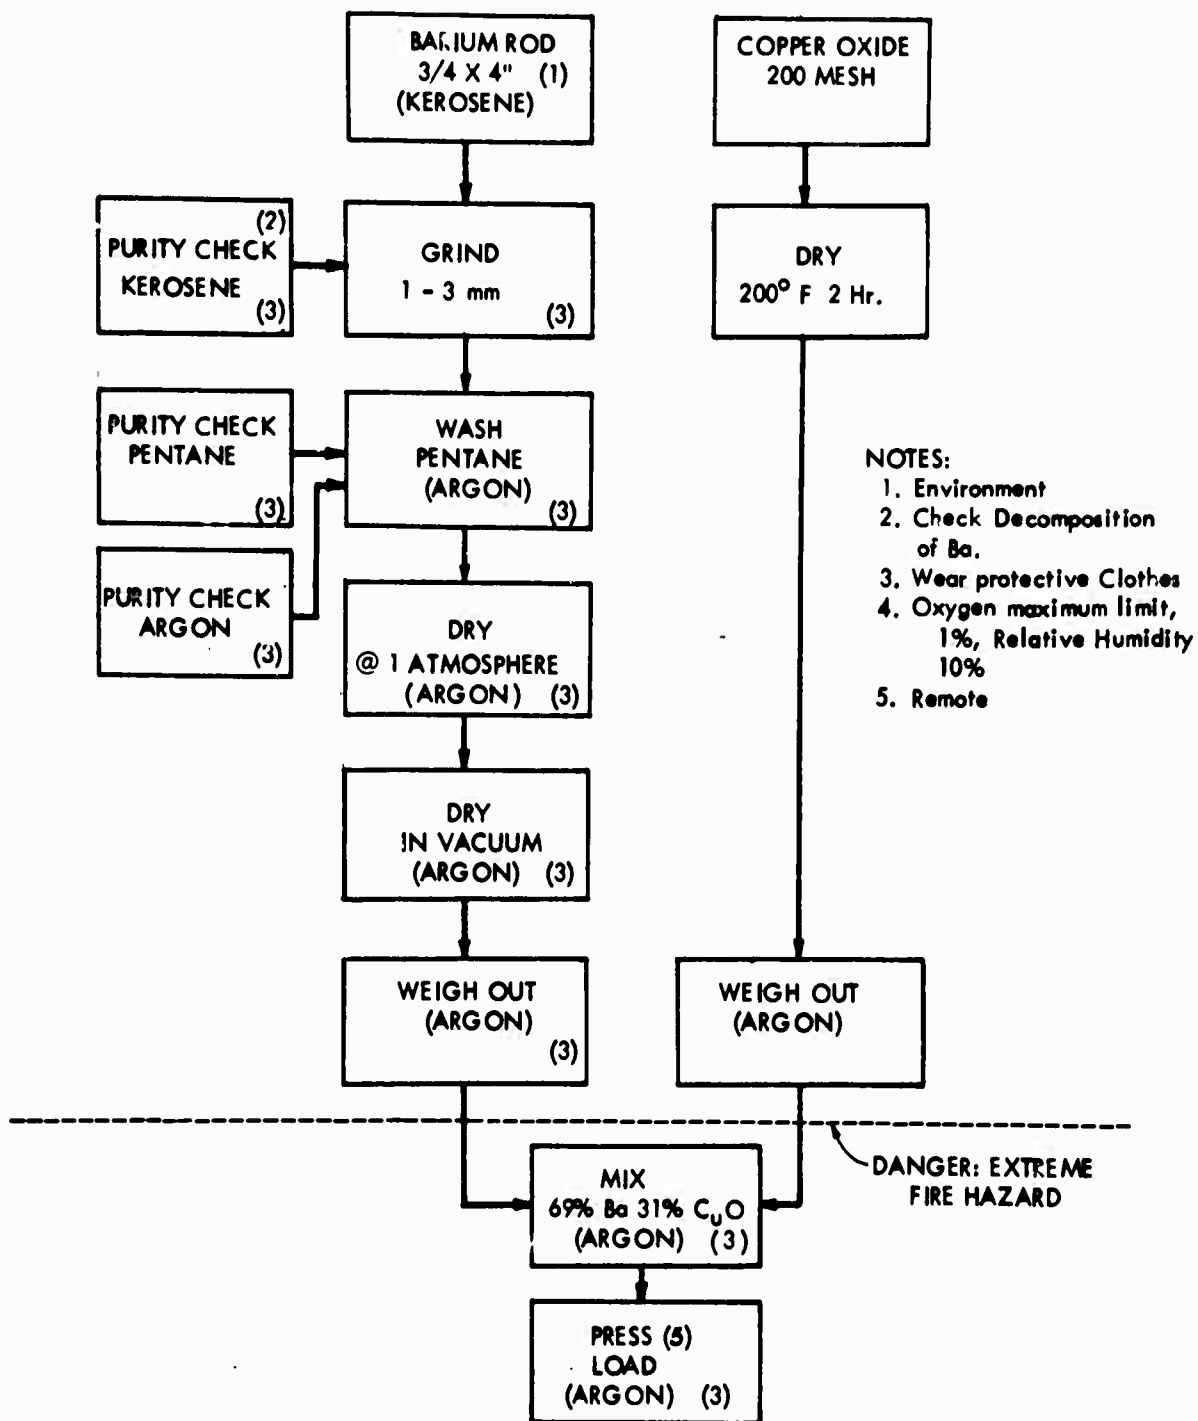 BARIUM ROD
3/4 X 4" (1)
(KEROSENE)
COPPER OXIDE
200 MESH
(2)
PURITY CHECK
KEROSENE
(3)
GRIND
1 - 3 mm
(3)
DRY
200° F 2 Hr.
PURITY CHECK
PENTANE
(3)
WASH
PENTANE
(ARGON)
(3)
PURITY CHECK
ARGON
(3)
DRY
@ 1 ATMOSPHERE
(ARGON) (3)
NOTES:
1. Environment
2. Check Decomposition
of Ba.
3. Wear protective Clothes
4. Oxygen maximum limit,
1%, Relative Humidity
10%
5. Remote
DRY
IN VACUUM
(ARGON) (3)
WEIGH OUT
(ARGON)
(3)
WEIGH OUT
(ARGON)
DANGER: EXTREME
FIRE HAZARD
MIX
69% Ba 31% CuO
(ARGON) (3)
PRESS (5)
LOAD
(ARGON) (3)